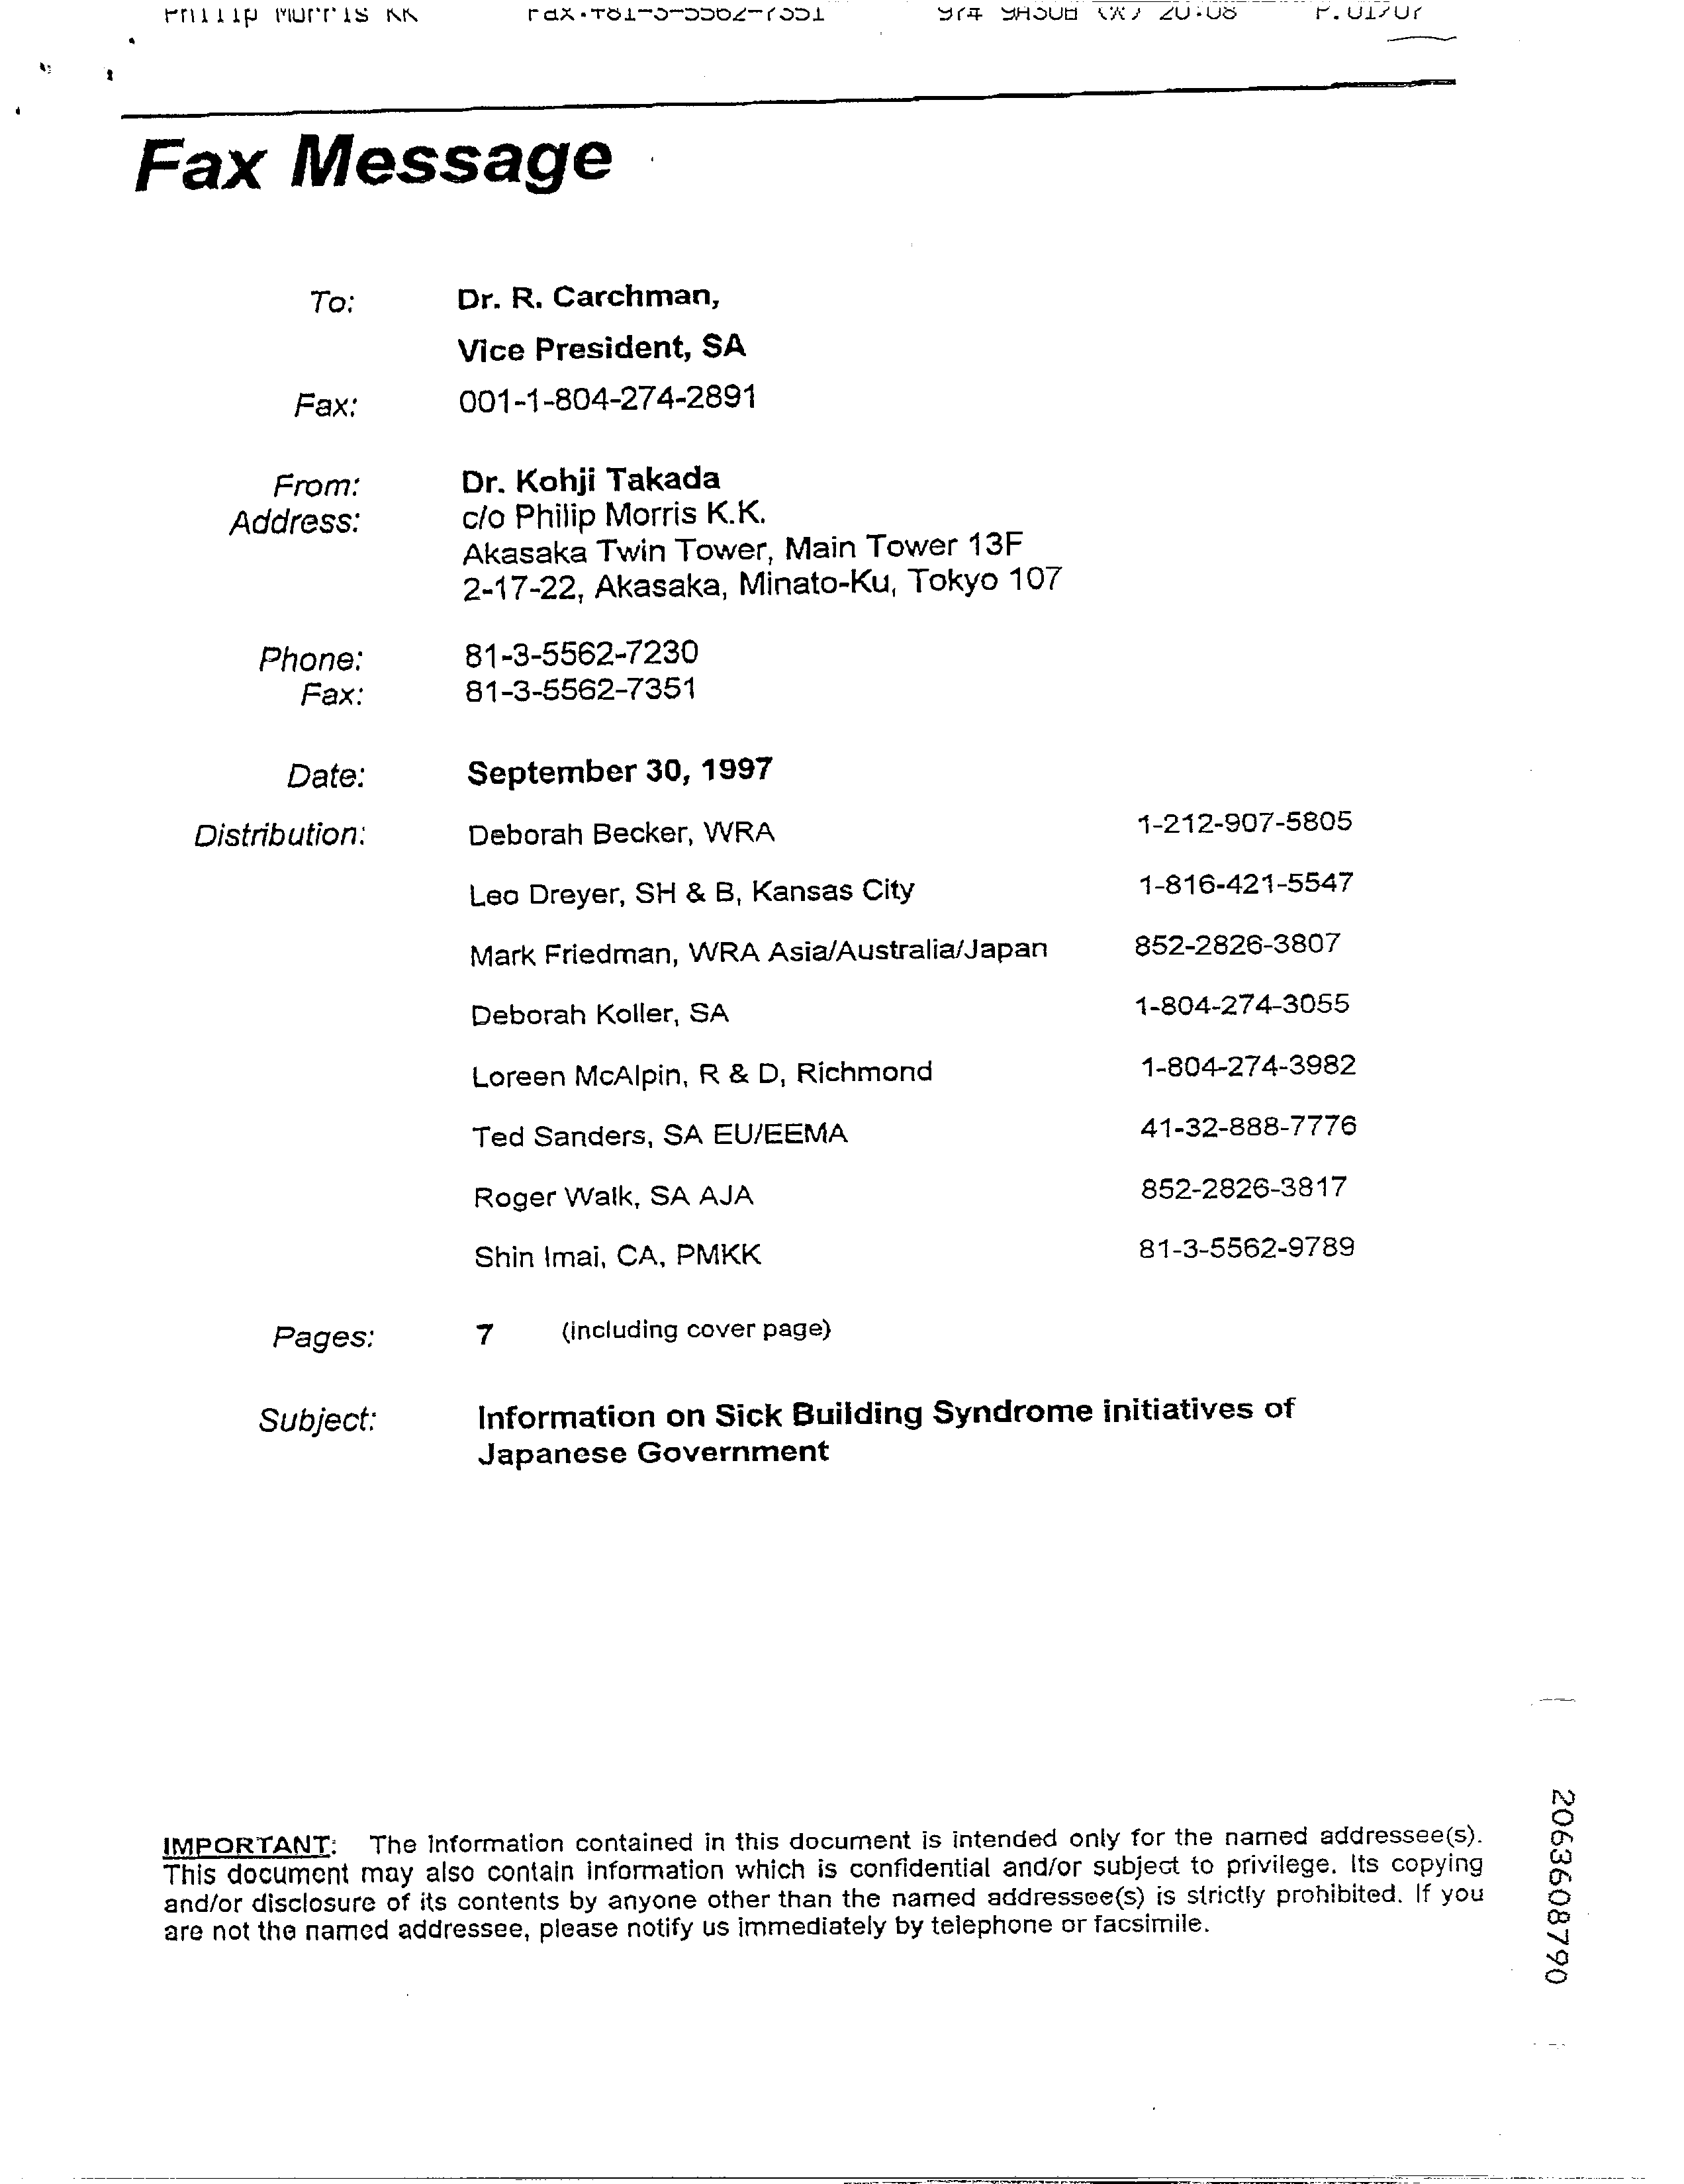 Philip Morris KK Fax:+81-3-5562-7351 20:08 P.01/07
Fax Message
To: Dr. R. Carchman,
Vice President, SA
Fax: 001-1-804-274-2891
From: Dr. Kohji Takada
Address: c/o Philip Morris K.K.
Akasaka Twin Tower, Main Tower 13F
2-17-22, Akasaka, Minato-Ku, Tokyo 107
Phone: 81-3-5562-7230
Fax: 81-3-5562-7351
Date: September 30, 1997
Distribution: Deborah Becker, WRA 1-212-907-5805
Leo Dreyer, SH & B, Kansas City 1-816-421-5547
Mark Friedman, WRA Asia/Australia/Japan 852-2826-3807
Deborah Koller, SA 1-804-274-3055
Loreen McAlpin, R & D, Richmond 1-804-274-3982
Ted Sanders, SA EU/EEMA 41-32-888-7776
Roger Walk, SA AJA 852-2826-3817
Shin Imai, CA, PMKK 81-3-5562-9789
Pages: 7 (including cover page)
Subject: Information on Sick Building Syndrome initiatives of
Japanese Government
IMPORTANT: The information contained in this document is intended only for the named addressee(s).
This document may also contain information which is confidential and/or subject to privilege. Its copying
and/or disclosure of its contents by anyone other than the named addressee(s) is strictly prohibited. If you
are not the named addressee, please notify us immediately by telephone or facsimile.
2063608790